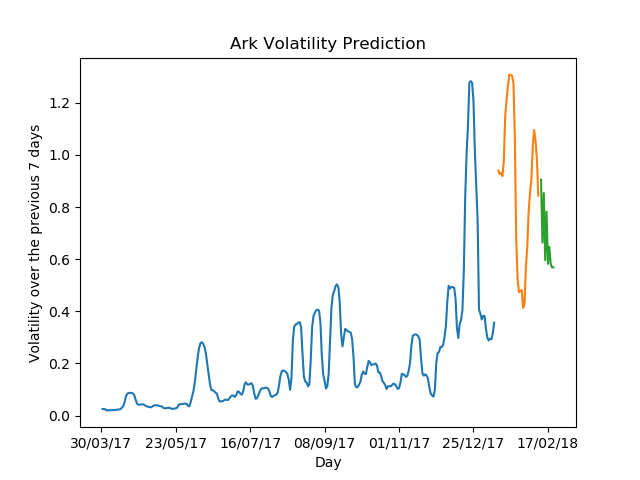 Ark Volatility Prediction
Volatility over the previous 7 days
1.2
1.0
0.8
0.6
0.4
0.2
0.0
30/03/17 23/05/17 16/07/17 08/09/17 01/11/17 25/12/17 17/02/18
Day